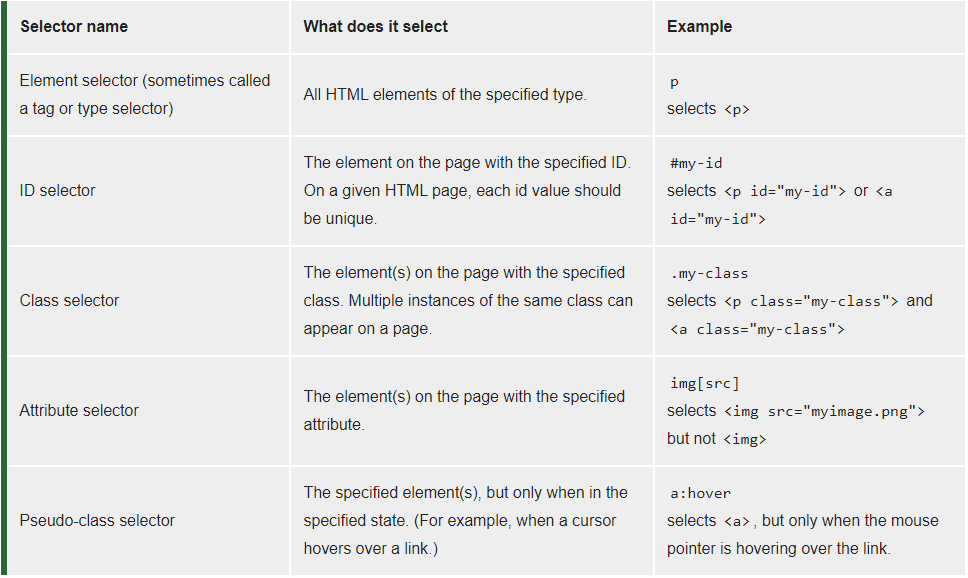 Selector name
What does it select
Example
Element selector (sometimes called
a tag or type selector)
All HTML elements of the specified type.
p
selects <p>
ID selector
The element on the page with the specified ID.
On a given HTML page, each id value should
be unique.
#my-id
selects <p id="my-id"> or <a
id="my-id">
Class selector
The element(s) on the page with the specified
class. Multiple instances of the same class can
appear on a page.
.my-class
selects <p class="my-class"> and
<a class="my-class">
Attribute selector
The element(s) on the page with the specified
attribute.
img[src]
selects <img src="myimage.png">
but not <img>
Pseudo-class selector
The specified element(s), but only when in the
specified state. (For example, when a cursor
hovers over a link.)
a:hover
selects <a>, but only when the mouse
pointer is hovering over the link.